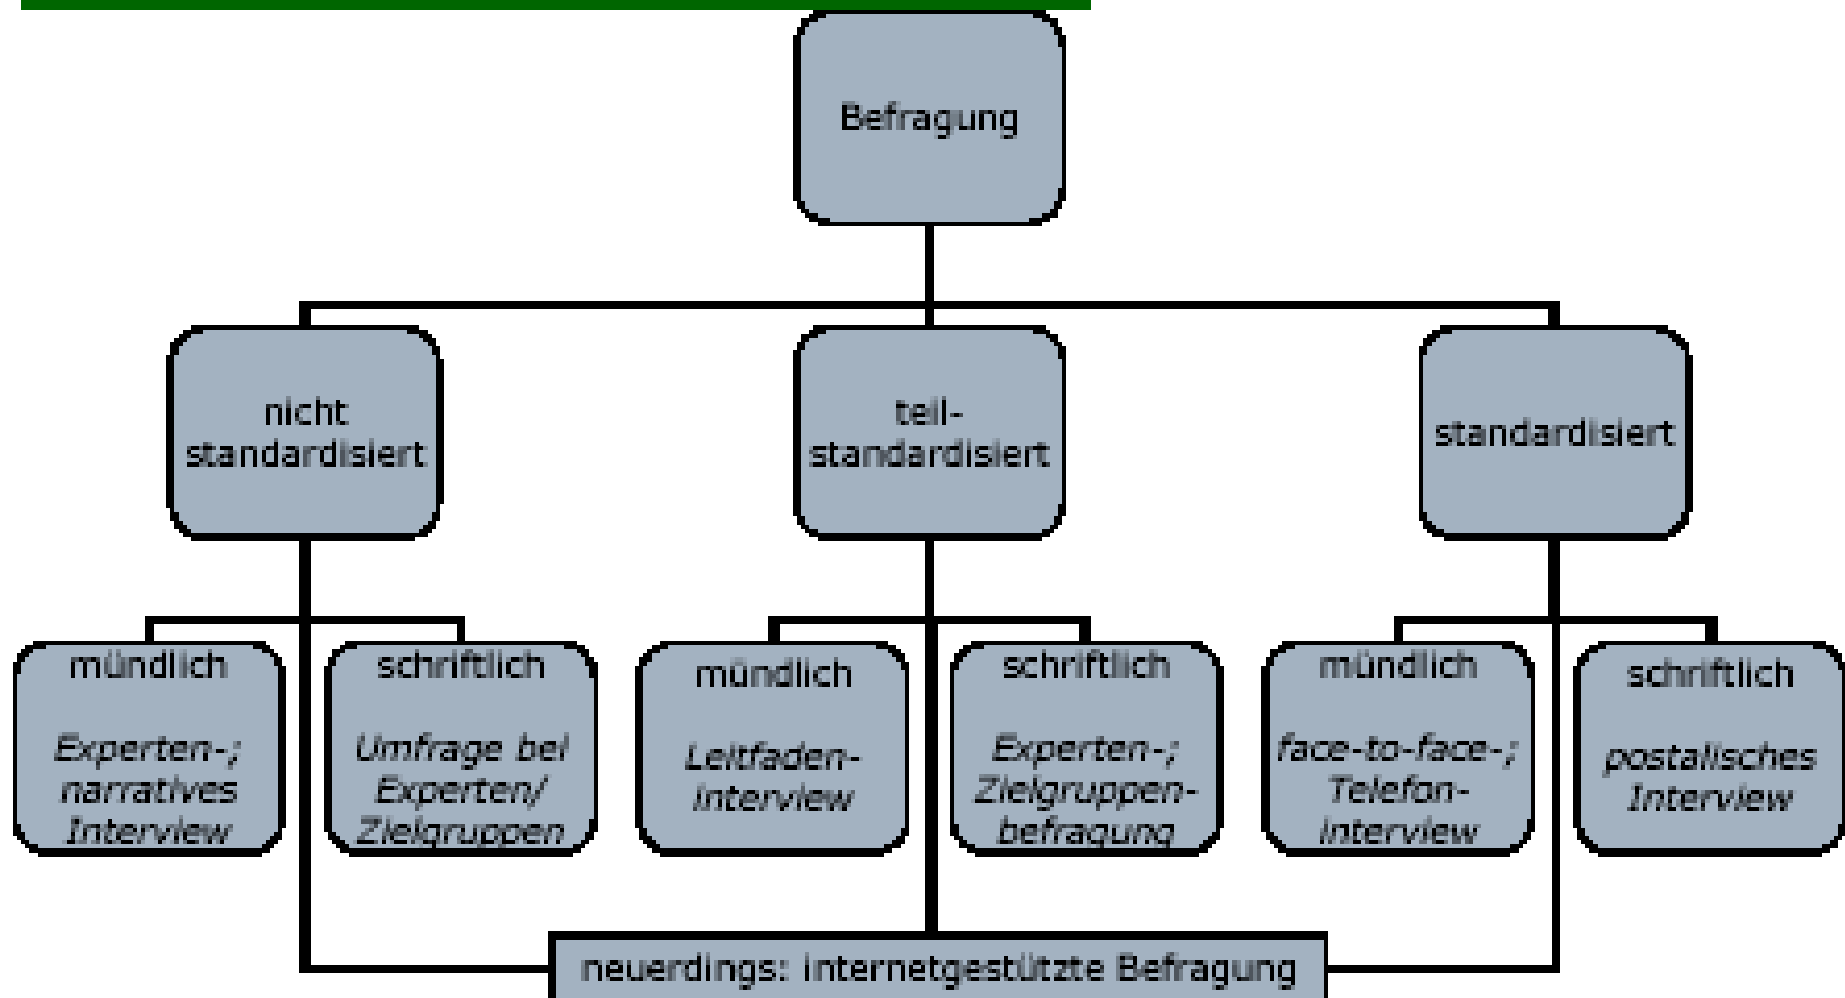 Befragung
nicht
standardisiert
teil-
standardisiert
standardisiert
mündlich
Experten-;
narratives
Interview
schriftlich
Umfrage bei
Experten/
Zielgruppen
mündlich
Leitfaden-
interview
schriftlich
Experten-;
Zielgruppen-
befragung
mündlich
face-to-face-;
Telefon-
interview
schriftlich
postalisches
Interview
neuerdings: internetgestützte Befragung